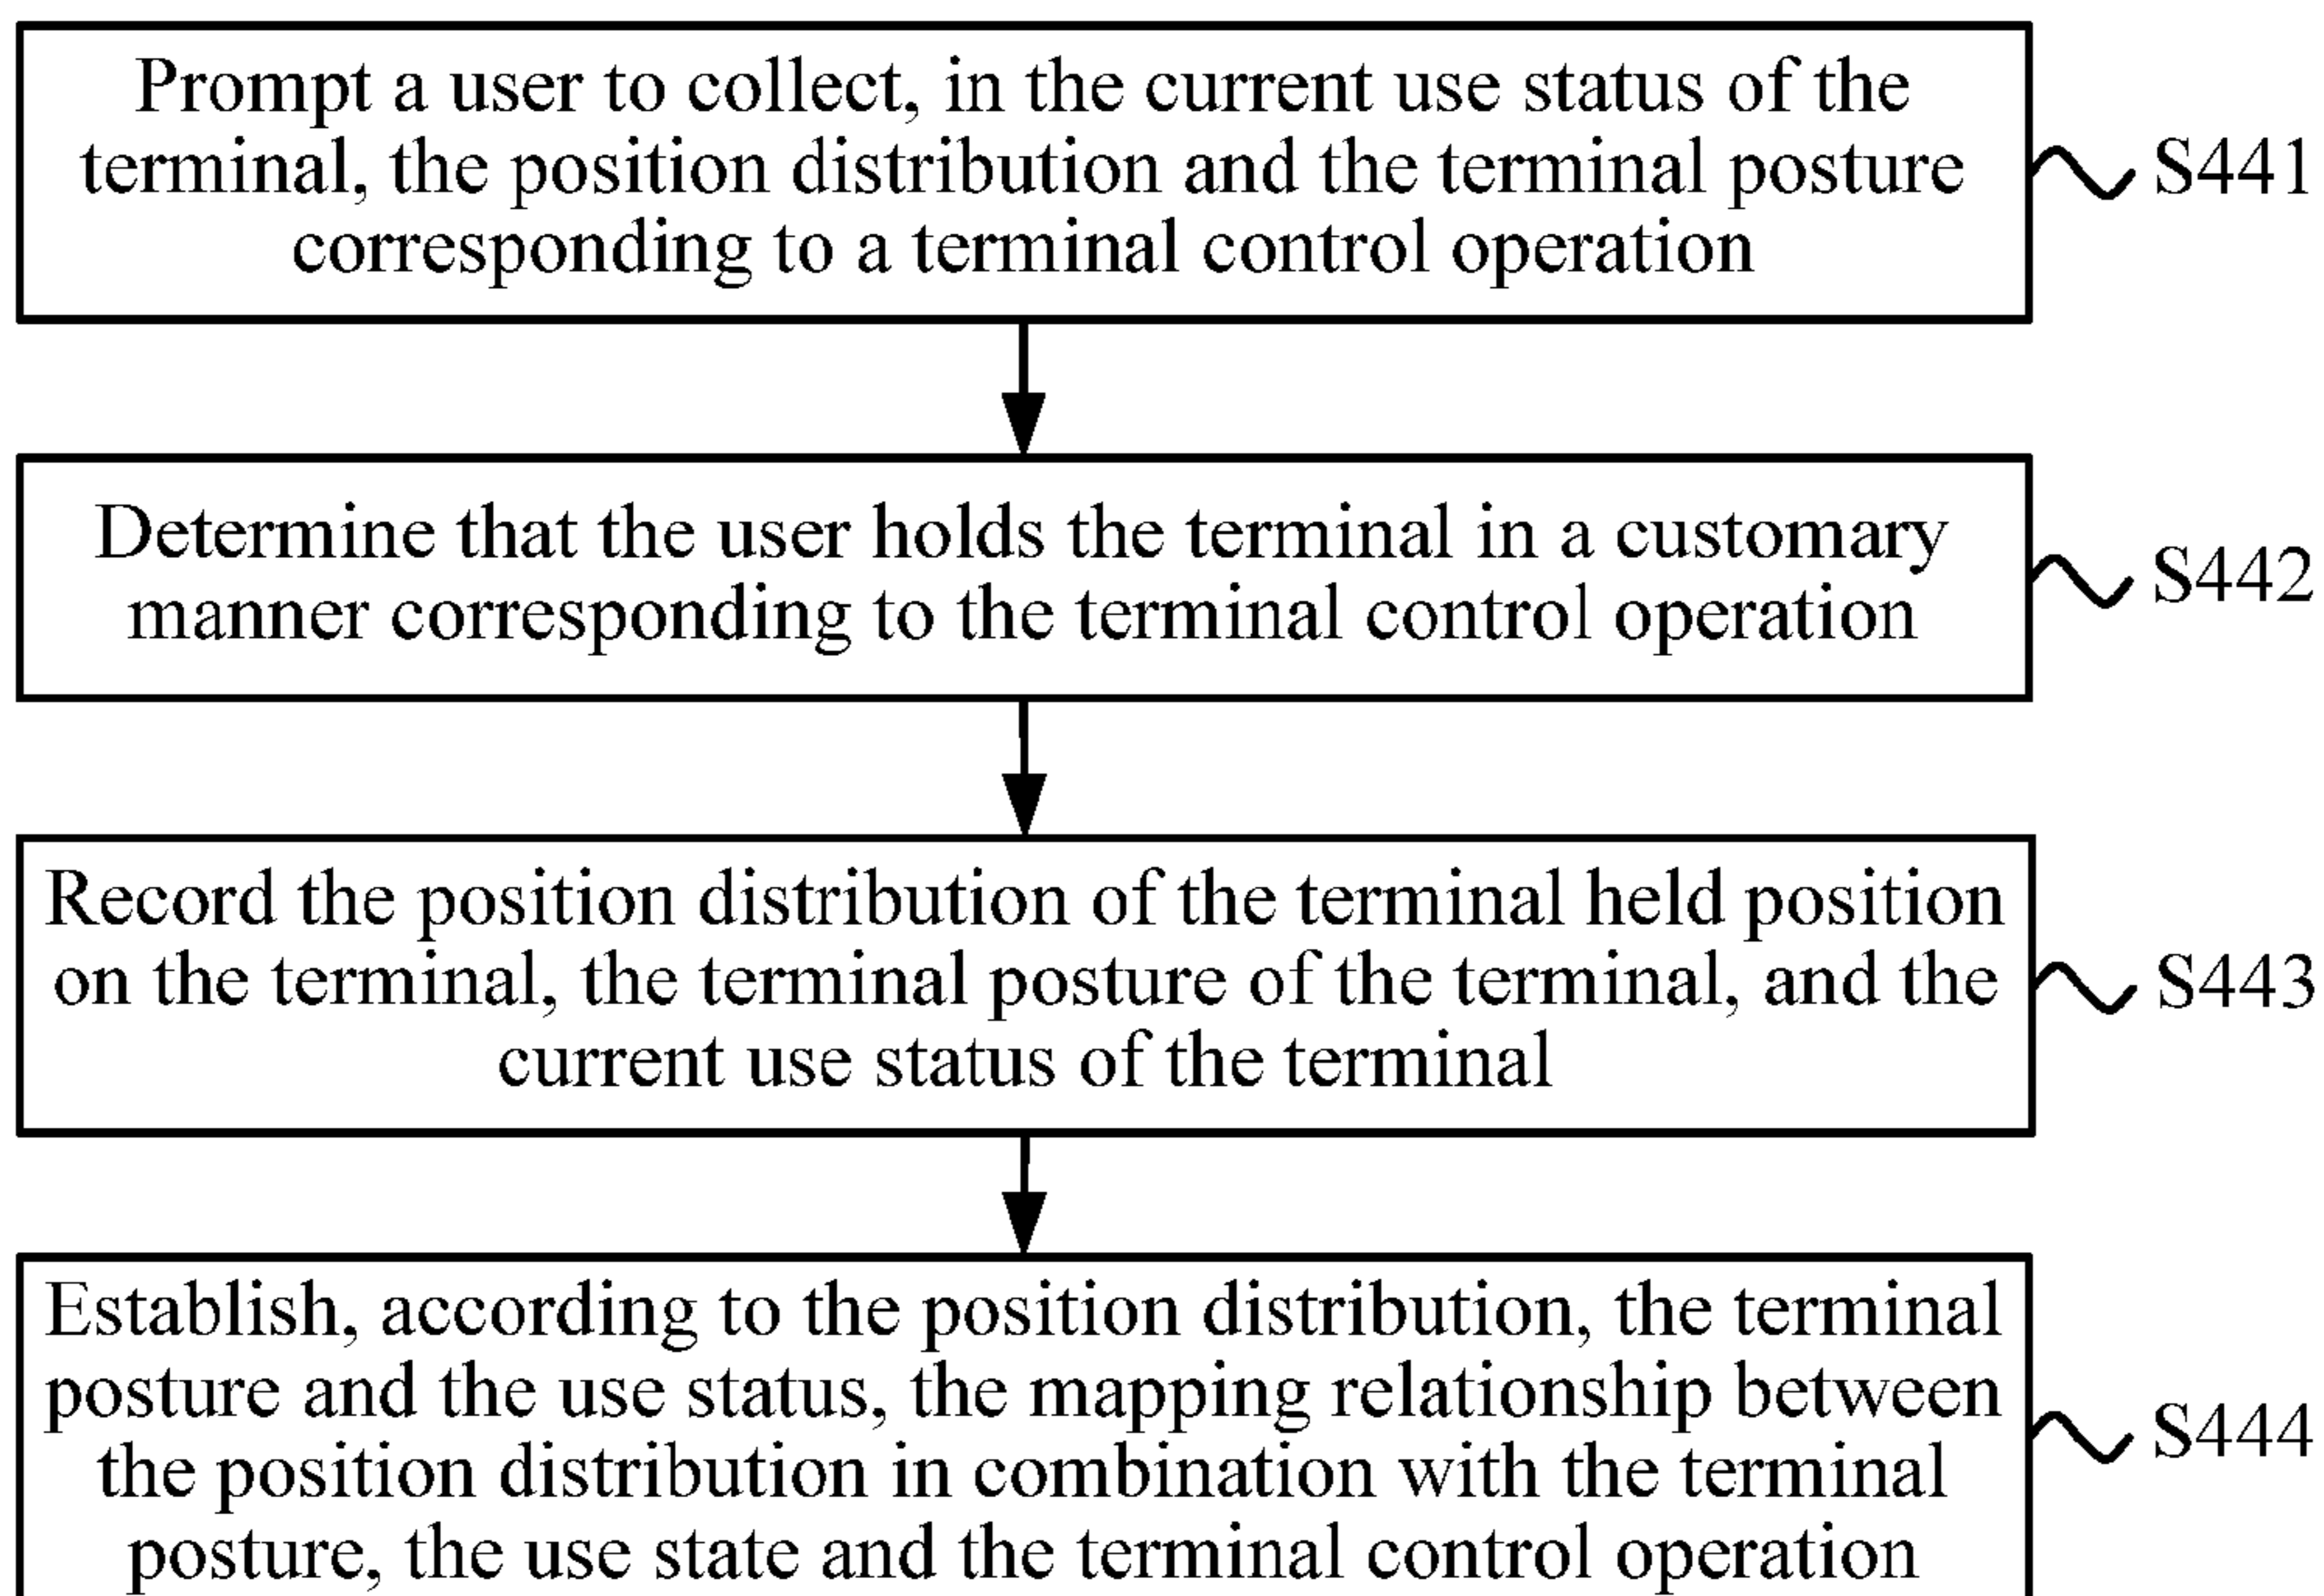 Prompt a user to collect, in the current use status of the
terminal, the position distribution and the terminal posture
corresponding to a terminal control operation
S441
Determine that the user holds the terminal in a customary
manner corresponding to the terminal control operation
S442
Record the position distribution of the terminal held position
on the terminal, the terminal posture of the terminal, and the
current use status of the terminal
S443
Establish, according to the position distribution, the terminal
posture and the use status, the mapping relationship between
the position distribution in combination with the terminal
posture, the use state and the terminal control operation
S444